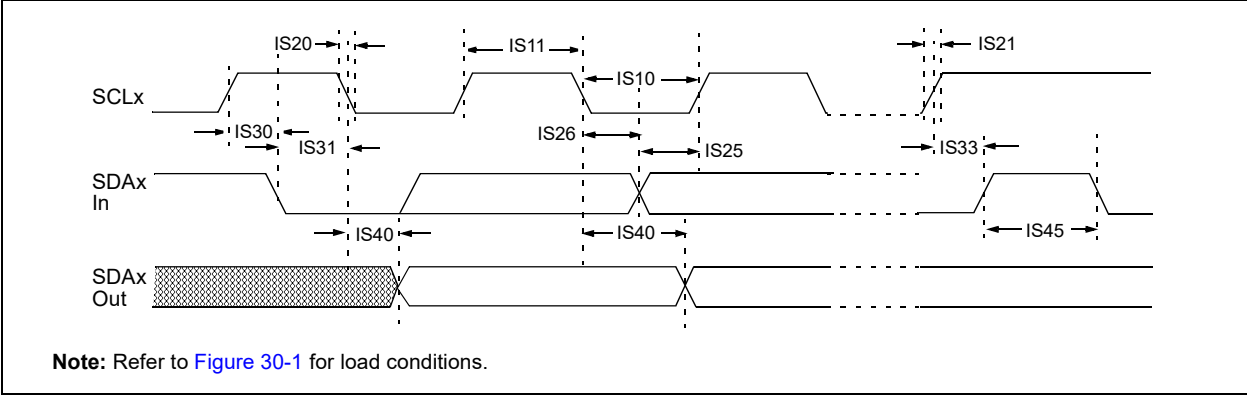 IS20
IS11
IS21
IS10
SCLx
IS30
IS26
IS31
IS25
IS33
SDAx
In
IS40
IS40
IS45
SDAx
Out
Note: Refer to Figure 30-1 for load conditions.